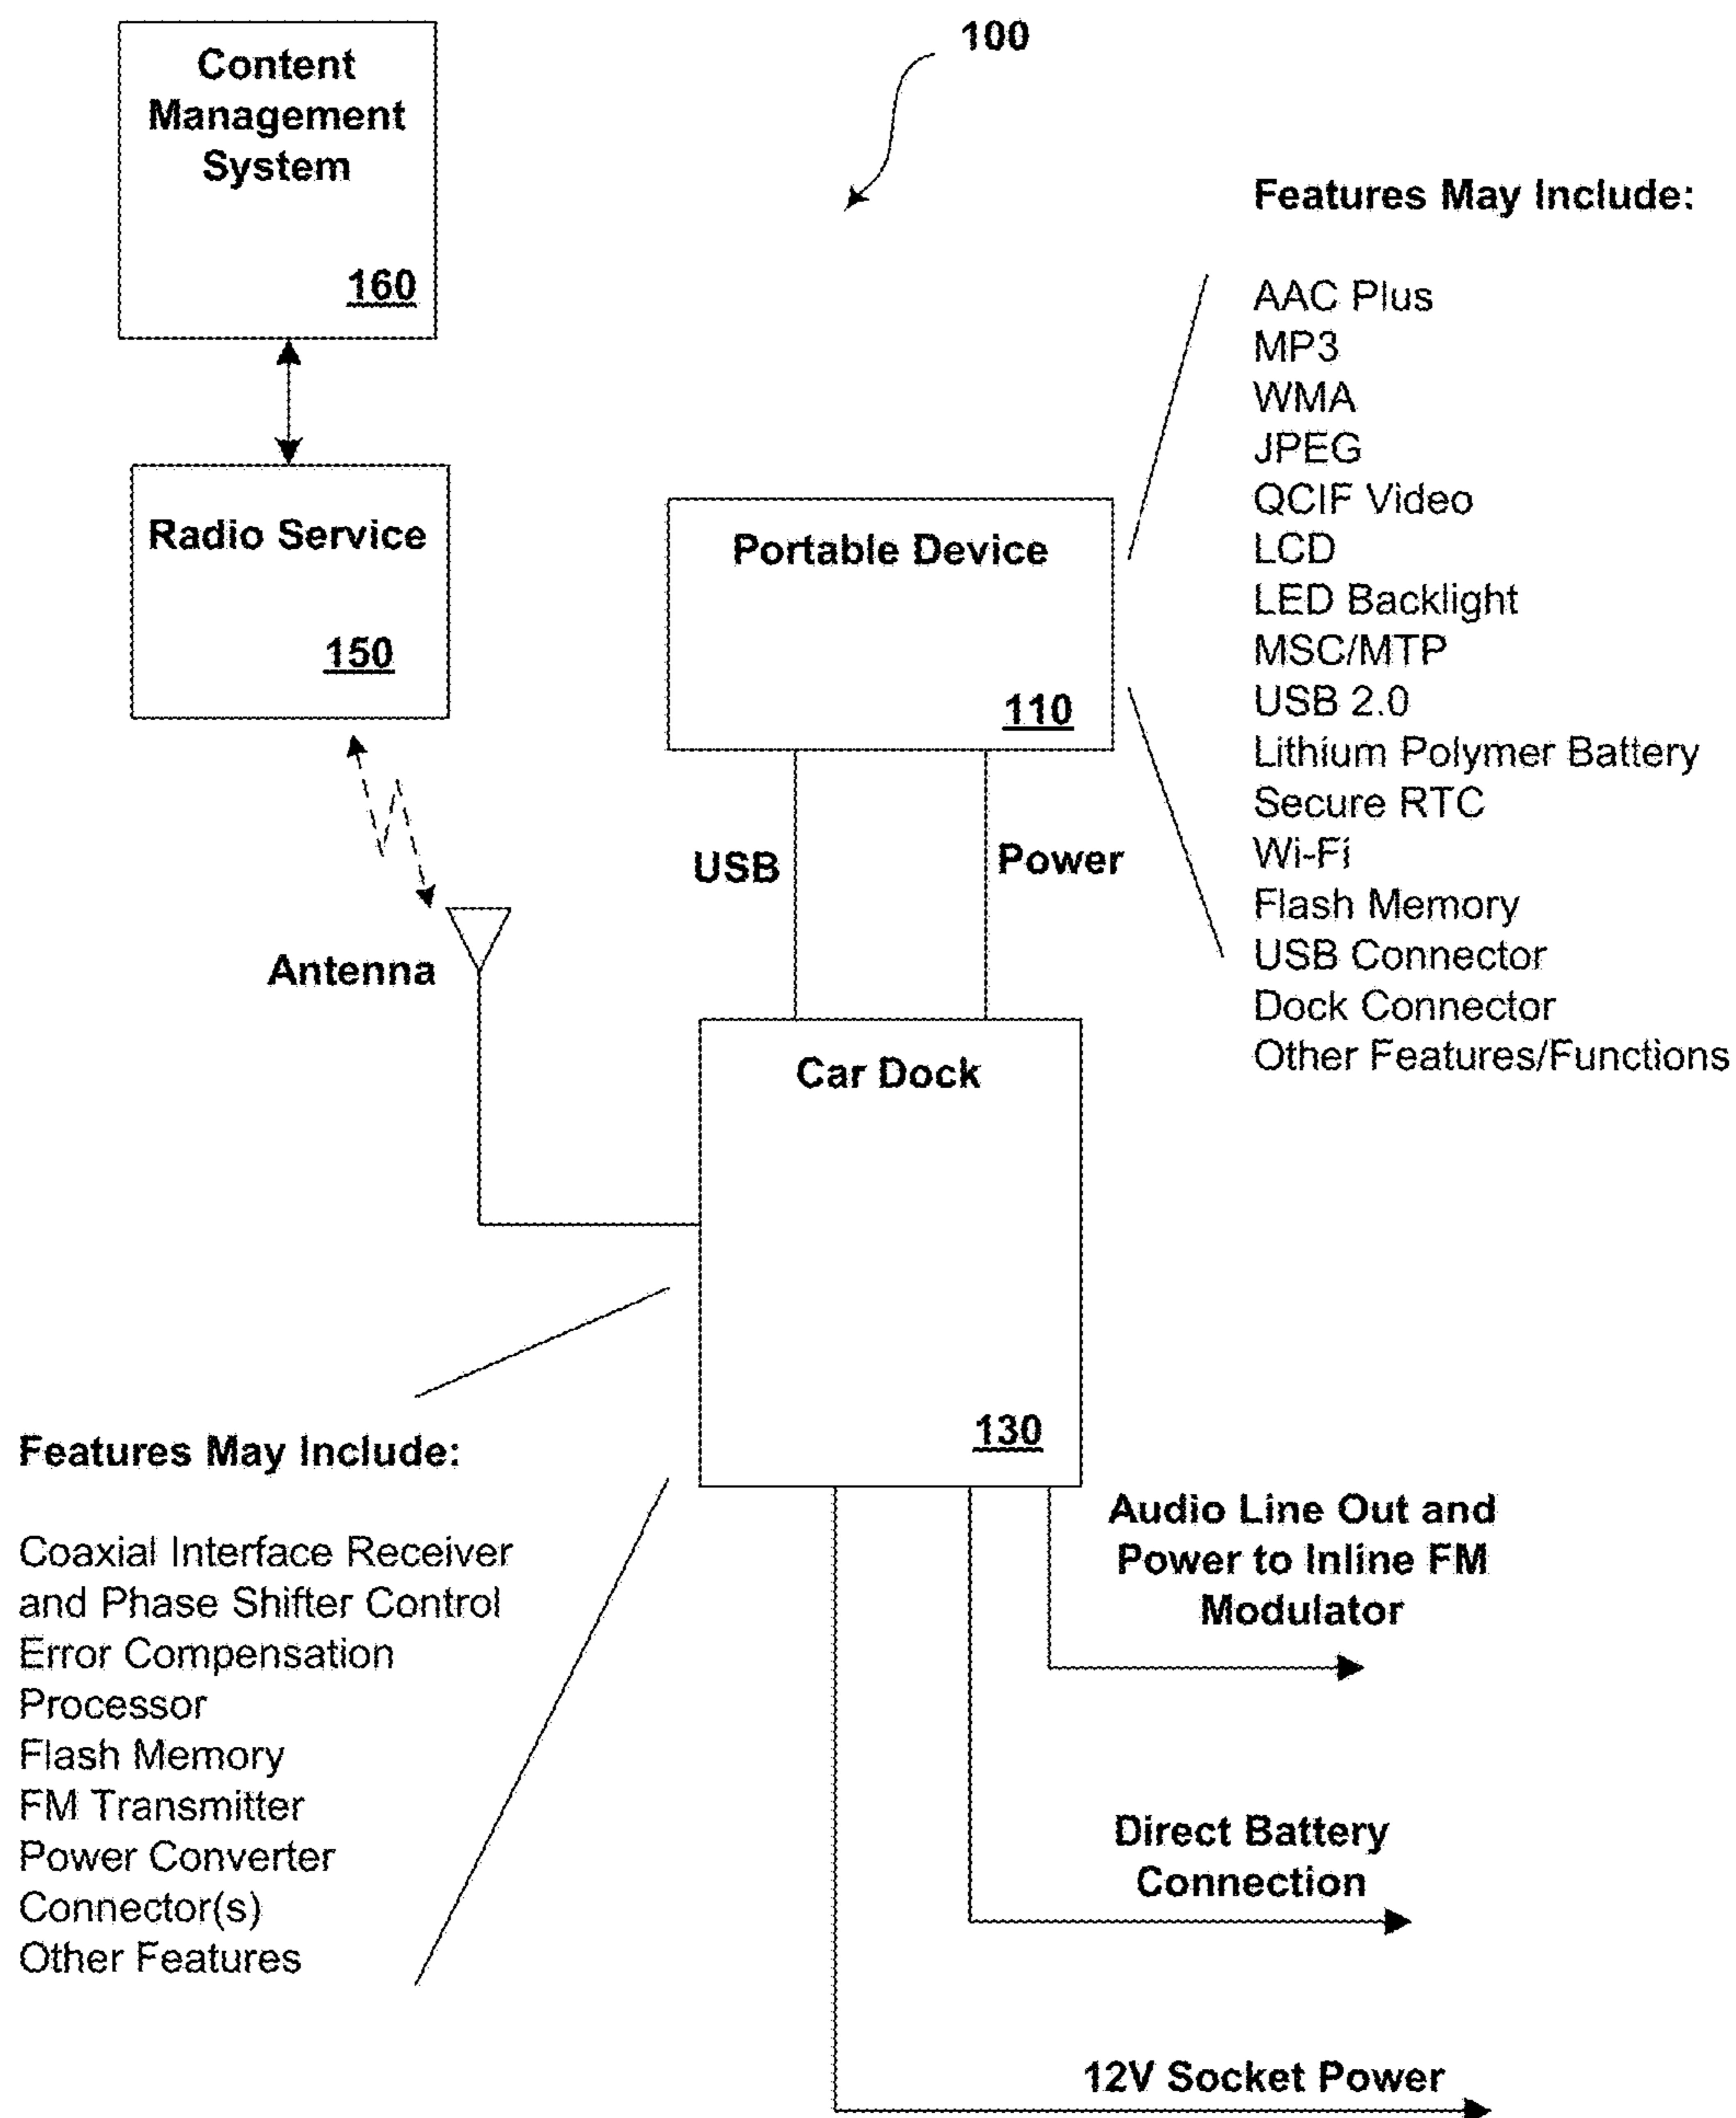 100
Content
Management
System
160
Radio Service
150
Portable Device
110
Features May Include:
AAC Plus
MP3
WMA
JPEG
QCIF Video
LCD
LED Backlight
MSC/MTP
USB 2.0
Lithium Polymer Battery
Secure RTC
Wi-Fi
Flash Memory
USB Connector
Dock Connector
Other Features/Functions
USB
Power
Antenna
Car Dock
130
Features May Include:
Coaxial Interface Receiver
and Phase Shifter Control
Error Compensation
Processor
Flash Memory
FM Transmitter
Power Converter
Connector(s)
Other Features
Audio Line Out and
Power to Inline FM
Modulator
Direct Battery
Connection
12V Socket Power